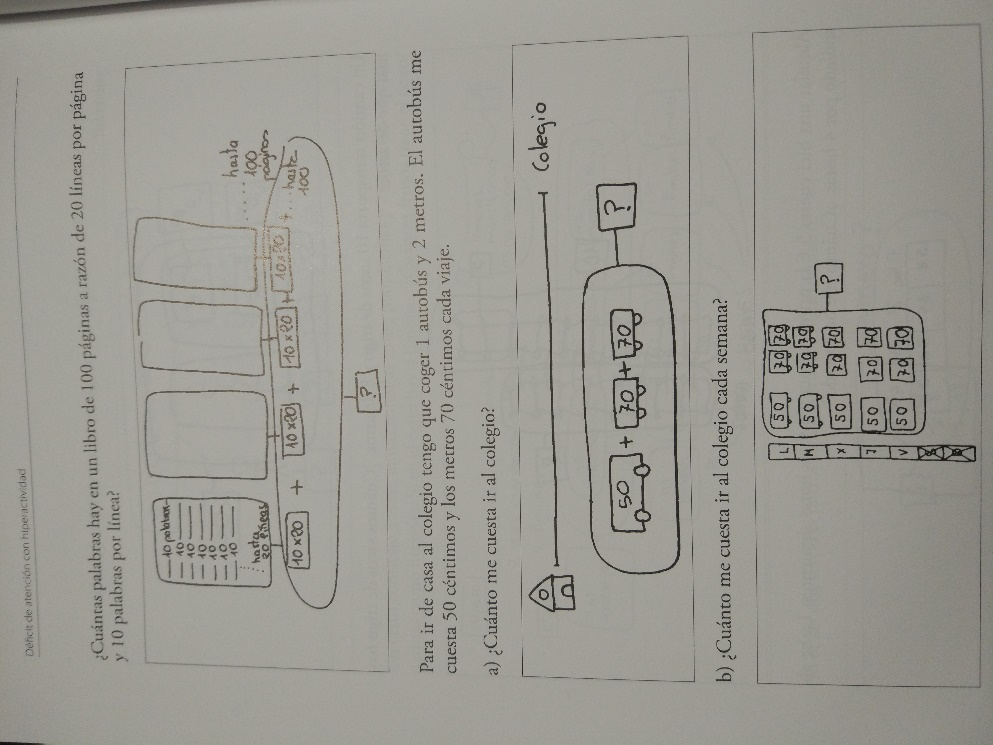 Déficit de atención con hiperactividad
¿Cuántas palabras hay en un libro de 100 páginas a razón de 20 líneas por página
y 10 palabras por línea?
10 palabras
10
10
10
10
10
10
hasta
20 líneas
hasta
100
páginas
10 × 20 + 10 × 20 + 10 × 20 + 10 × 20 + ... hasta
100
?
Para ir de casa al colegio tengo que coger 1 autobús y 2 metros. El autobús me
cuesta 50 céntimos y los metros 70 céntimos cada viaje.
a) ¿Cuánto me cuesta ir al colegio?
Colegio
50 + 70 + 70
?
b) ¿Cuánto me cuesta ir al colegio cada semana?
L 50 70 70
M 50 70 70
X 50 70 70
J 50 70 70
V 50 70 70
?